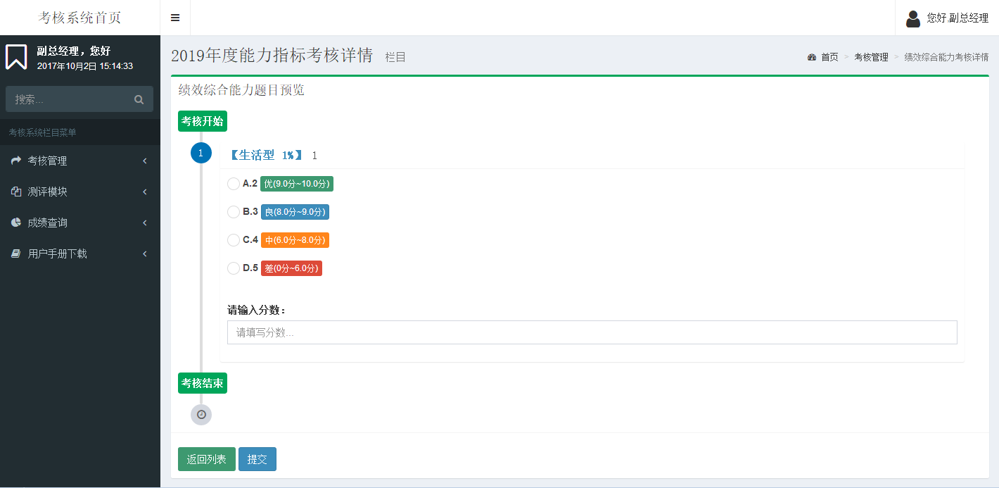 考核系统首页
您好,副总经理
副总经理，您好
2017年10月2日 15:14:33
搜索...
考核系统栏目菜单
考核管理
测评模块
成绩查询
用户手册下载
2019年度能力指标考核详情 栏目
首页 > 考核管理 > 绩效综合能力考核详情
绩效综合能力题目预览
考核开始
1
【生活型 1%】 1
A.2 优(9.0分~10.0分)
B.3 良(8.0分~9.0分)
C.4 中(6.0分~8.0分)
D.5 差(0分~6.0分)
请输入分数：
请填写分数...
考核结束
返回列表 提交